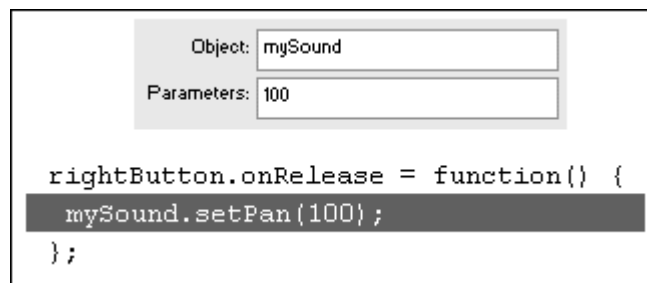 Object: mySound
Parameters: 100
rightButton.onRelease = function() {
mySound.setPan(100);
};